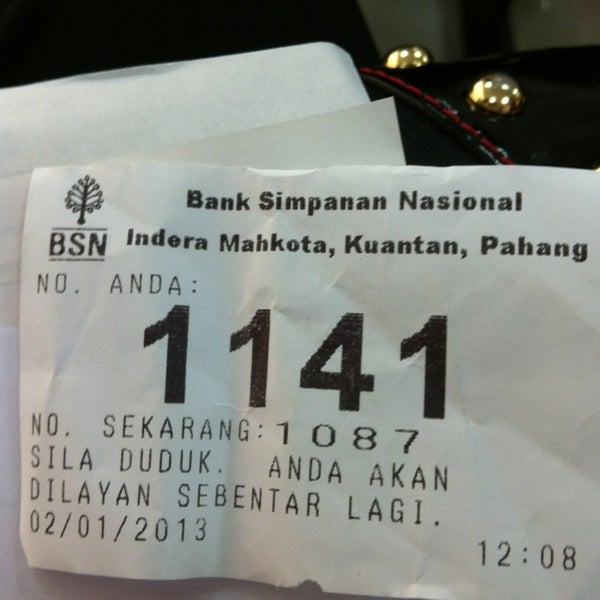 Bank Simpanan Nasional
BSN
Indera Mahkota, Kuantan, Pahang
NO. ANDA:
1141
NO. SEKARANG: 1087
SILA DUDUK. ANDA AKAN
DILAYAN SEBENTAR LAGI.
02/01/2013
12:08